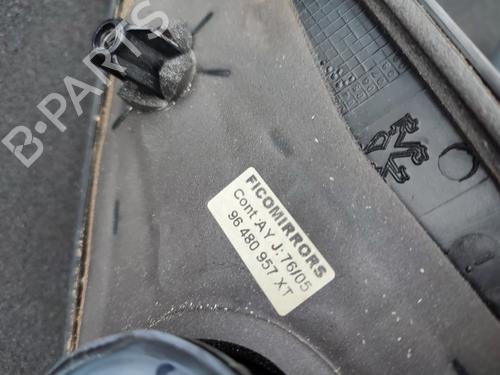 B-PARTS
FICOMIRRORS
Cont:AY J: 76/05
96 480 957 XT